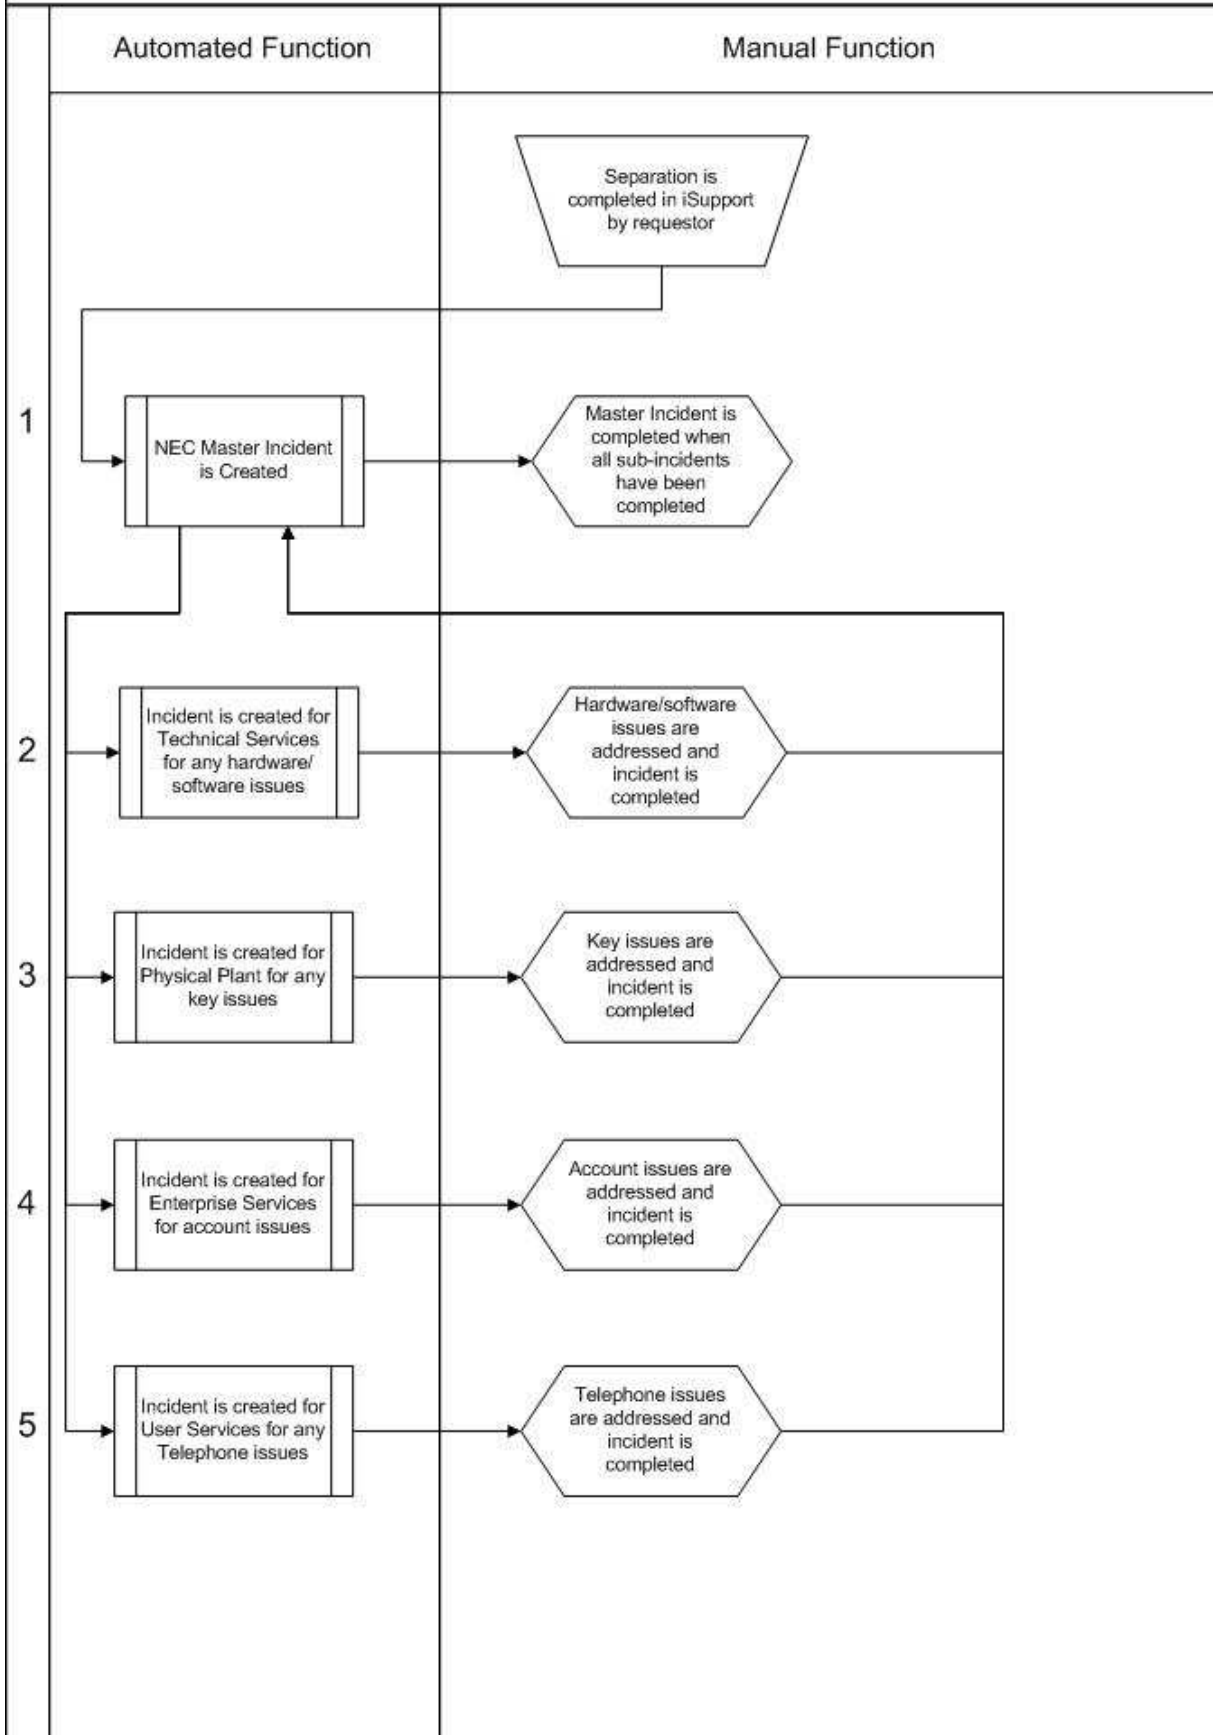 Automated Function
Manual Function
Separation is
completed in iSupport
by requestor
1
NEC Master Incident
is Created
Master Incident is
completed when
all sub-incidents
have been
completed
2
Incident is created for
Technical Services
for any hardware/
software issues
Hardware/software
issues are
addressed and
incident is
completed
3
Incident is created for
Physical Plant for any
key issues
Key issues are
addressed and
incident is
completed
4
Incident is created for
Enterprise Services
for account issues
Account issues are
addressed and
incident is
completed
5
Incident is created for
User Services for any
Telephone issues
Telephone issues
are addressed and
incident is
completed